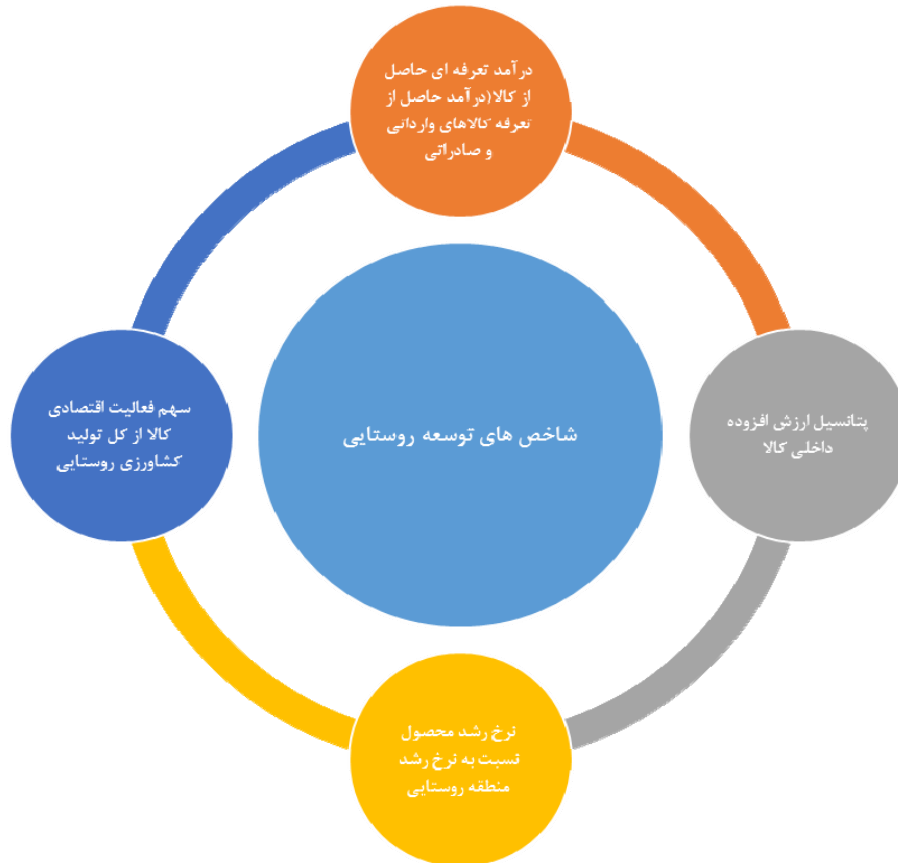 درآمد تعرفه ای حاصل
از کالا(درآمد حاصل از
تعرفه کالاهای وارداتی
و صادراتی
پتانسیل ارزش افزوده
داخلی کالا
نرخ رشد محصول
نسبت به نرخ رشد
منطقه روستایی
سهم فعالیت اقتصادی
کالا از کل تولید
کشاورزی روستایی
شاخص های توسعه روستایی